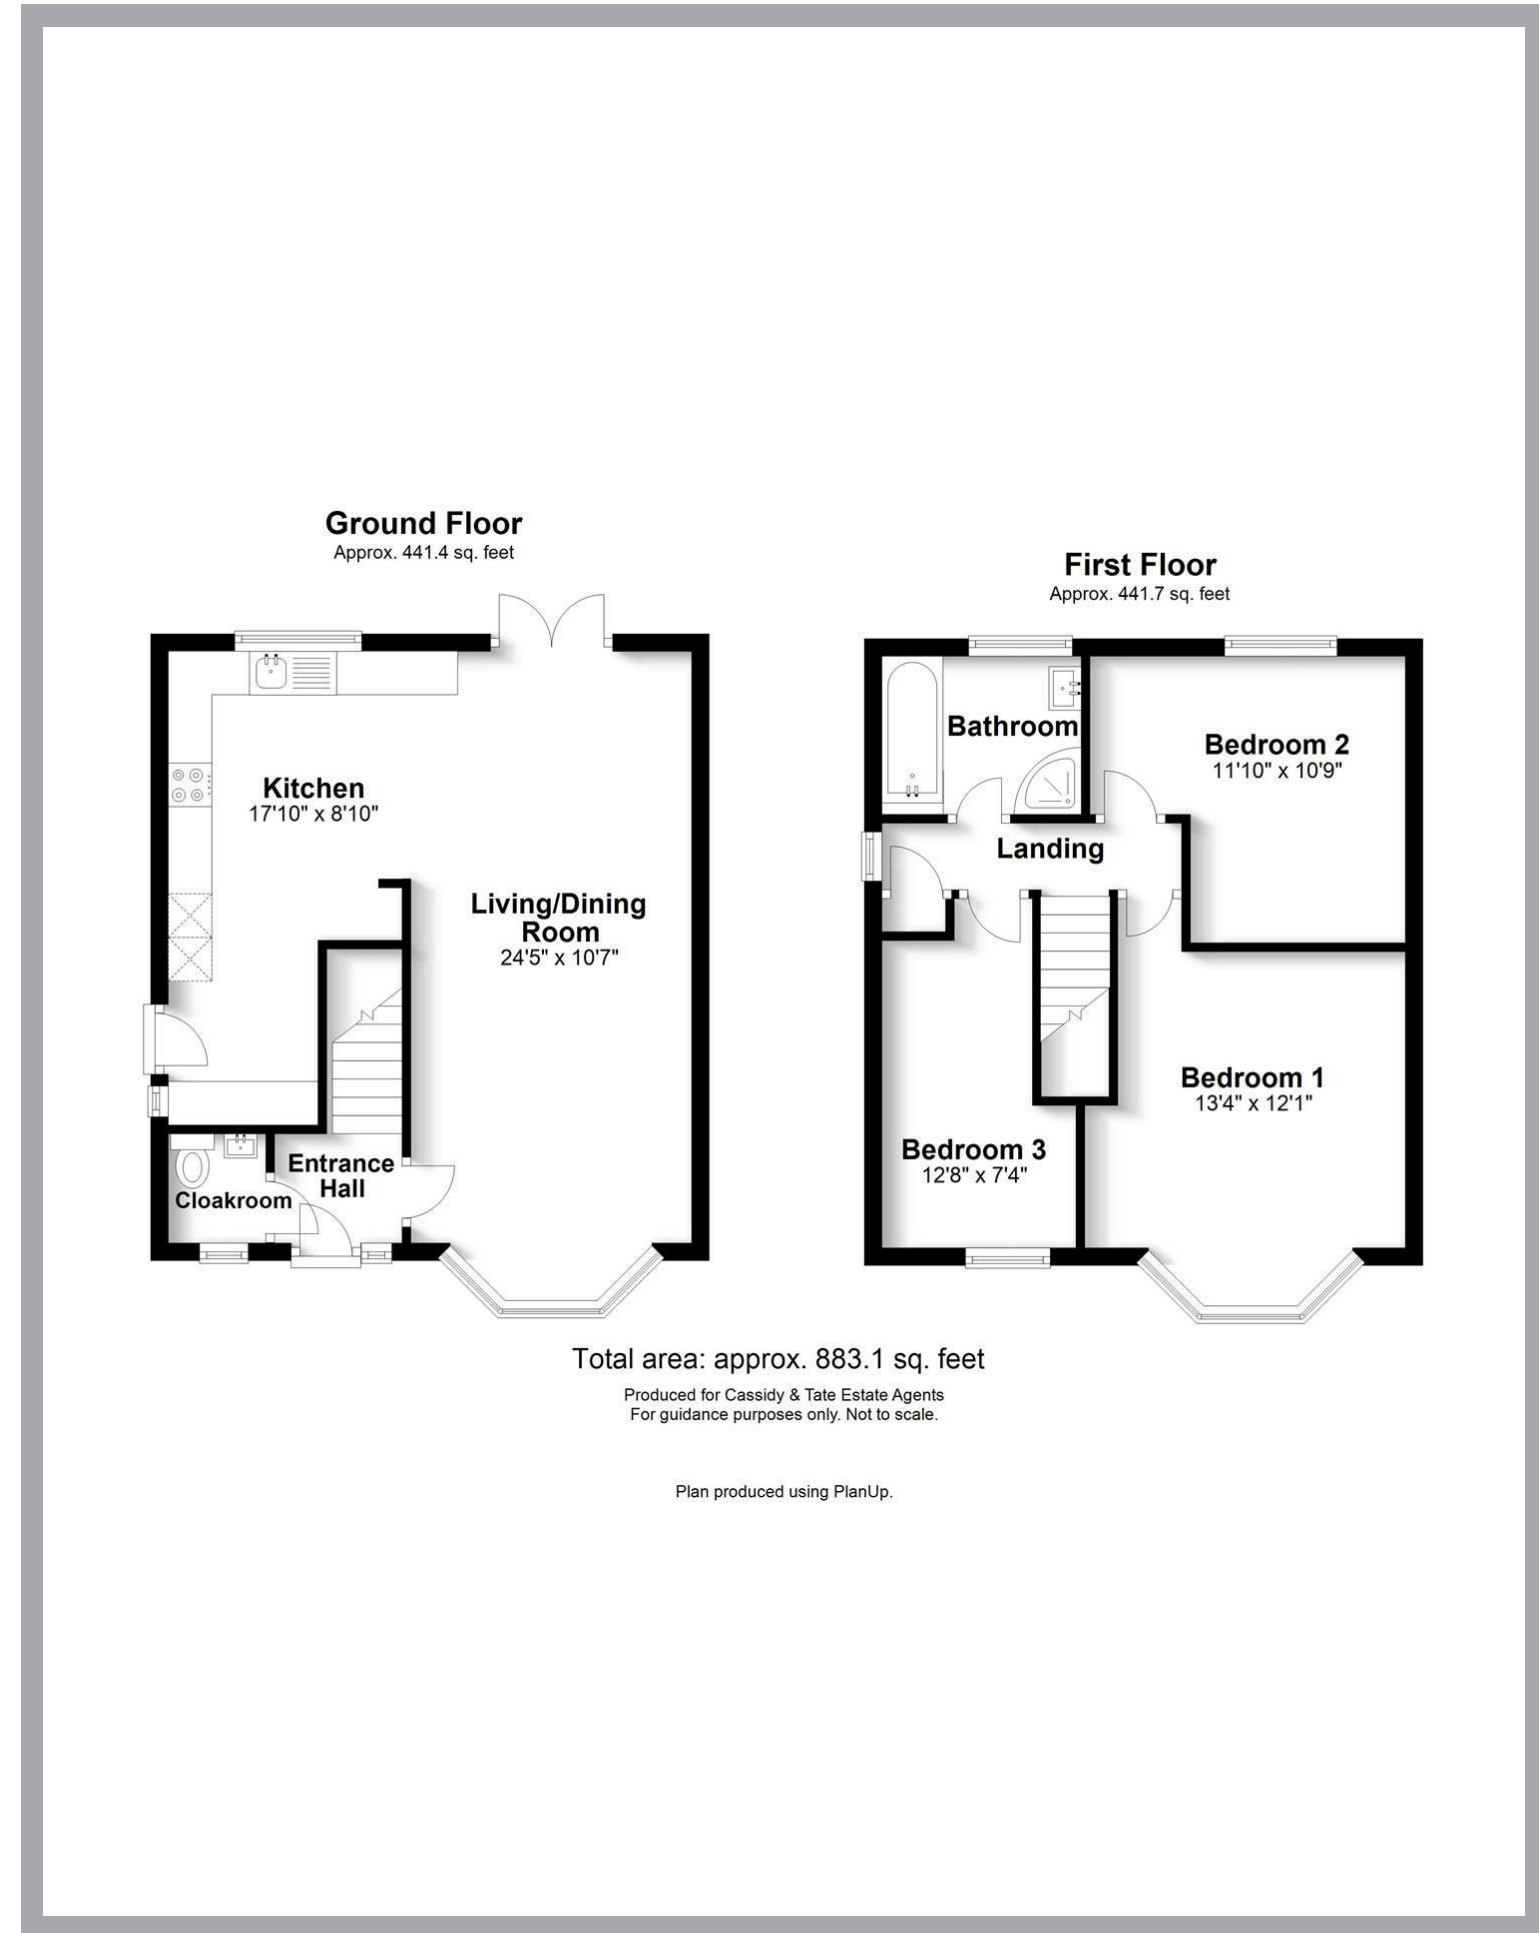 Ground Floor
Approx. 441.4 sq. feet
Kitchen
17'10" x 8'10"
Living/Dining
Room
24'5" x 10'7"
Entrance
Hall
Cloakroom
First Floor
Approx. 441.7 sq. feet
Bathroom
Bedroom 2
11'10" x 10'9"
Landing
Bedroom 1
13'4" x 12'1"
Bedroom 3
12'8" x 7'4"
Total area: approx. 883.1 sq. feet
Produced for Cassidy & Tate Estate Agents
For guidance purposes only. Not to scale.
Plan produced using PlanUp.